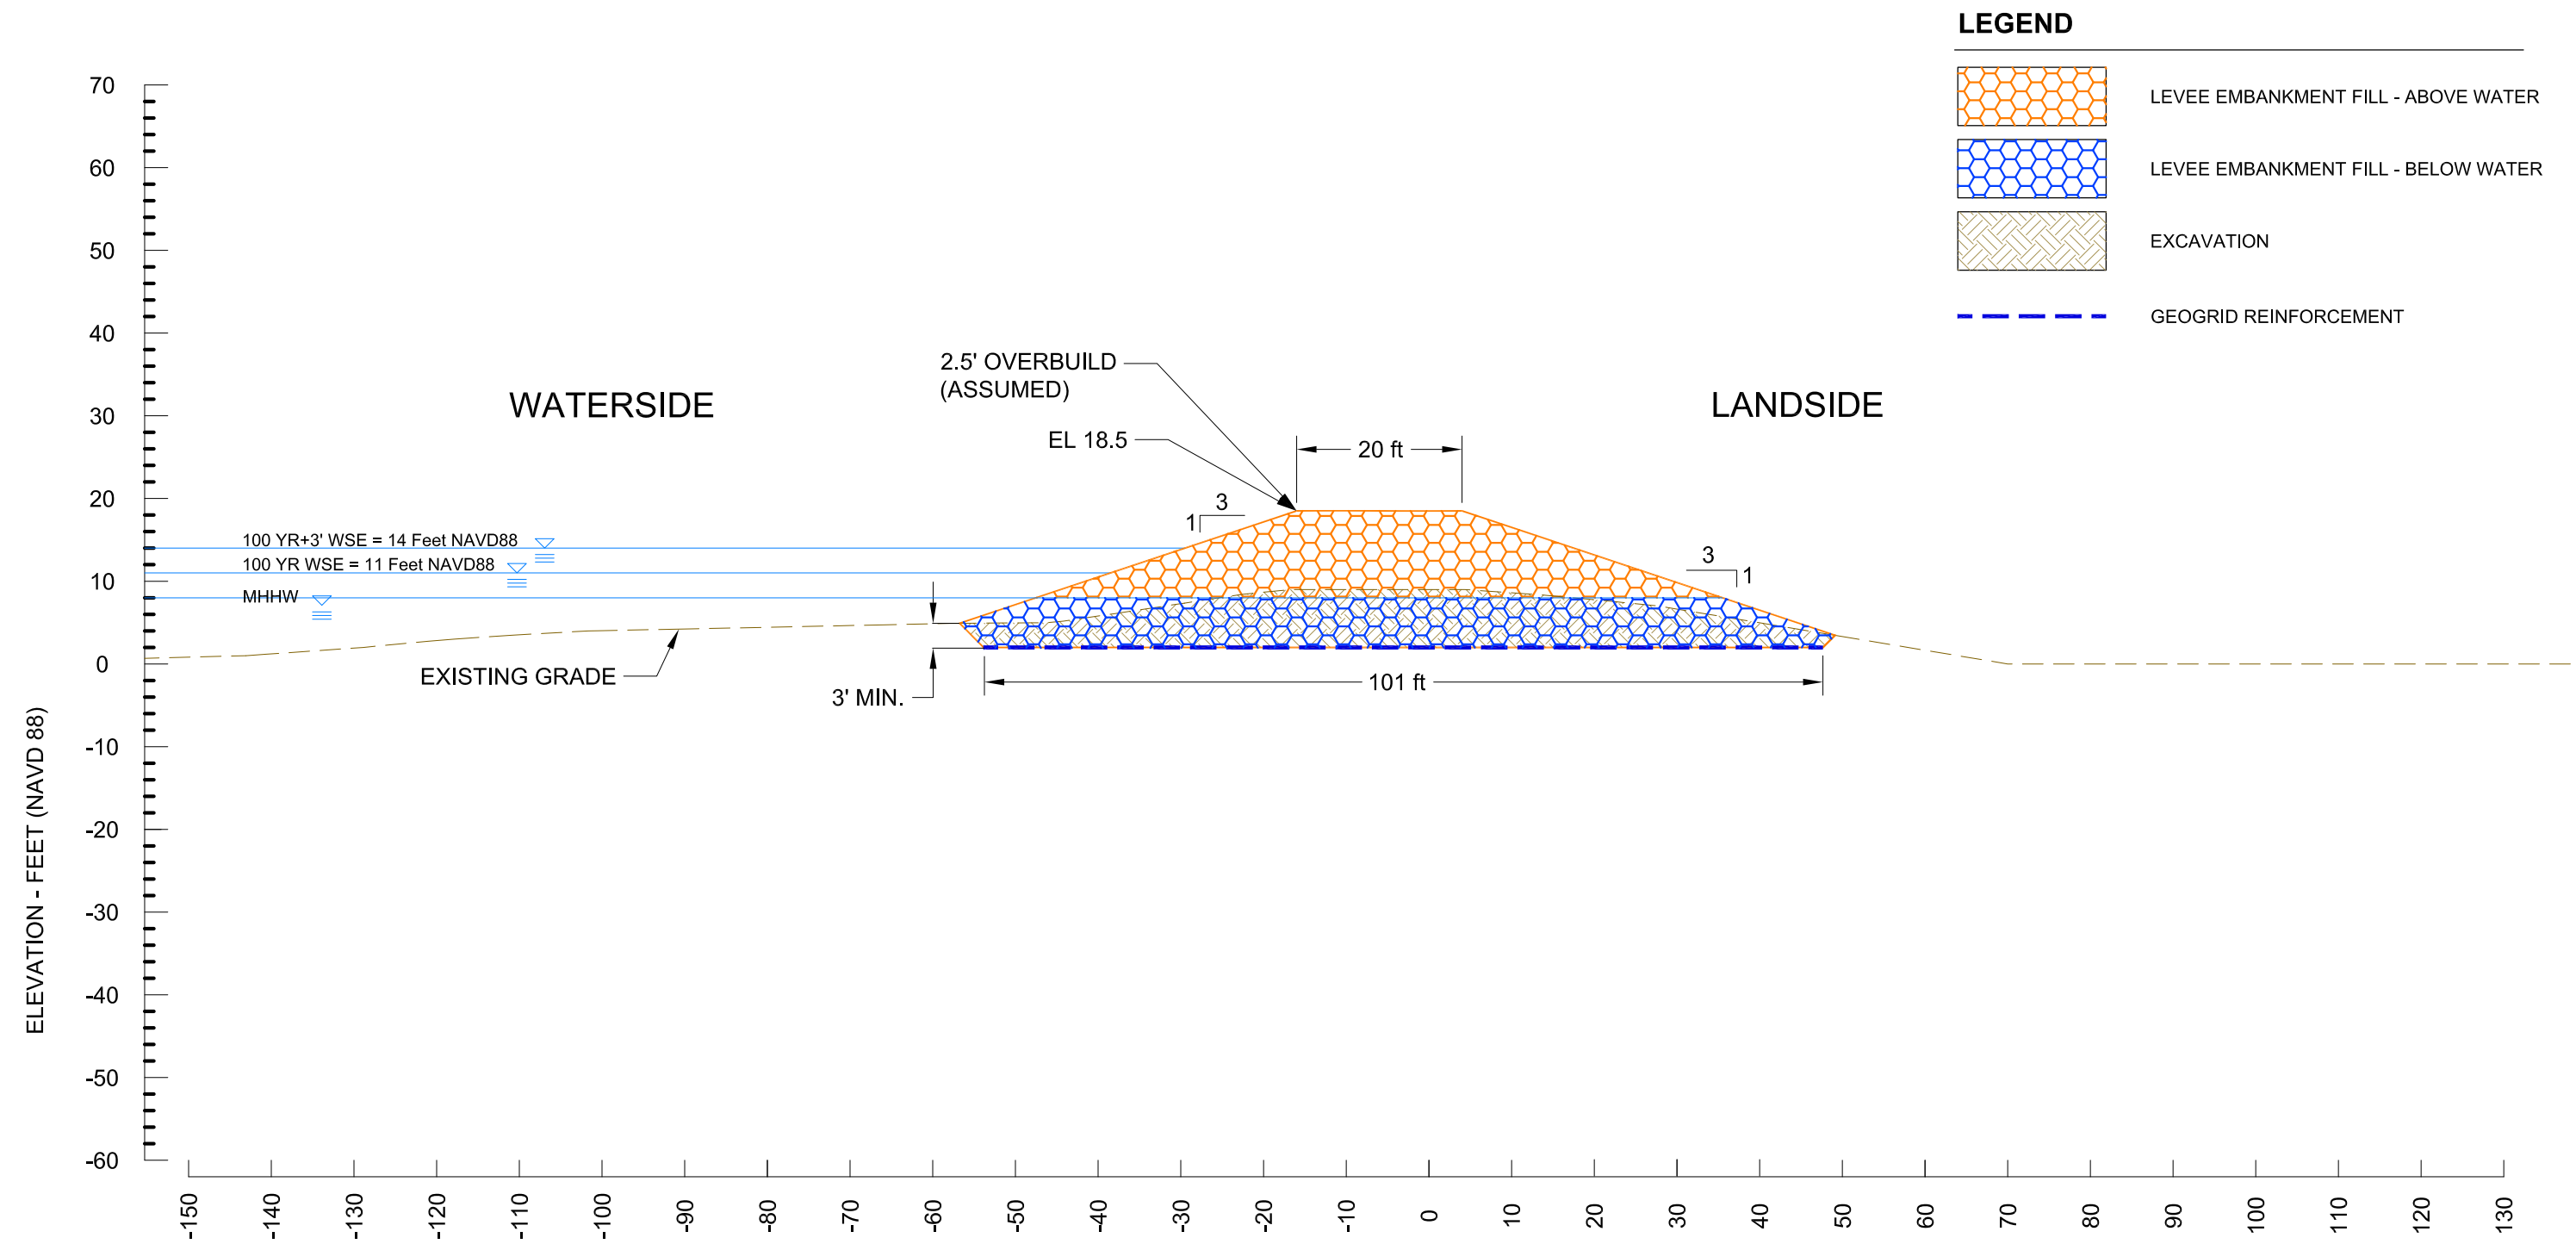 LEGEND
LEVEE EMBANKMENT FILL - ABOVE WATER
LEVEE EMBANKMENT FILL - BELOW WATER
EXCAVATION
GEOGRID REINFORCEMENT
70
60
50
40
30
20
10
0
-10
-20
-30
-40
-50
-60
ELEVATION - FEET (NAVD 88)
WATERSIDE
LANDSIDE
2.5' OVERBUILD
(ASSUMED)
EL 18.5
20 ft
3
1
3
1
100 YR+3' WSE = 14 Feet NAVD88
100 YR WSE = 11 Feet NAVD88
MHHW
EXISTING GRADE
3' MIN.
101 ft
-150
-140
-130
-120
-110
-100
-90
-80
-70
-60
-50
-40
-30
-20
-10
0
10
20
30
40
50
60
70
80
90
100
110
120
130